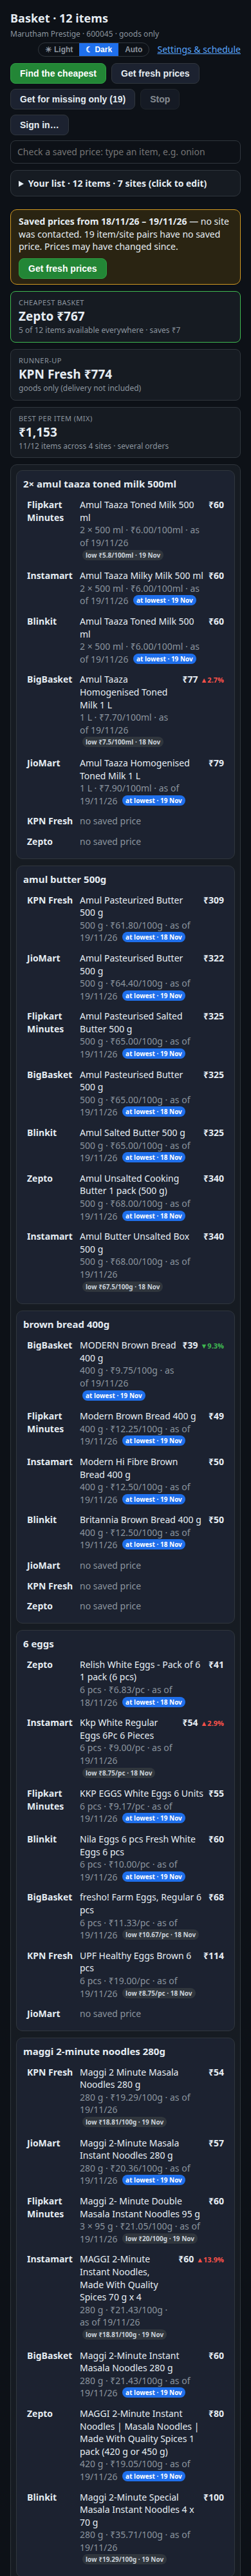 Basket · 12 items
Marutham Prestige · 600045 · goods only
☀ Light ☾ Dark Auto Settings & schedule
Find the cheapest Get fresh prices
Get for missing only (19) Stop
Sign in…
Check a saved price: type an item, e.g. onion
▶ Your list · 12 items · 7 sites (click to edit)
Saved prices from 18/11/26 – 19/11/26 — no site
was contacted. 19 item/site pairs have no saved
price. Prices may have changed since.
Get fresh prices
CHEAPEST BASKET
Zepto ₹767
5 of 12 items available everywhere · saves ₹7
RUNNER-UP
KPN Fresh ₹774
goods only (delivery not included)
BEST PER ITEM (MIX)
₹1,153
11/12 items across 4 sites · several orders
2× amul taaza toned milk 500ml
Flipkart Minutes Amul Taaza Toned Milk 500 ₹60
ml
2 × 500 ml · ₹6.00/100ml · as
of 19/11/26
low ₹5.8/100ml · 19 Nov
Instamart Amul Taaza Milky Milk 500 ml ₹60
2 × 500 ml · ₹6.00/100ml · as
of 19/11/26 at lowest · 19 Nov
Blinkit Amul Taaza Toned Milk 500 ₹60
ml
2 × 500 ml · ₹6.00/100ml · as
of 19/11/26 at lowest · 19 Nov
BigBasket Amul Taaza ₹77 ▲2.7%
Homogenised Toned
Milk 1 L
1 L · ₹7.70/100ml · as
of 19/11/26
low ₹7.5/100ml · 18 Nov
JioMart Amul Taaza Homogenised ₹79
Toned Milk 1 L
1 L · ₹7.90/100ml · as of
19/11/26 at lowest · 19 Nov
KPN Fresh no saved price
Zepto no saved price
amul butter 500g
KPN Fresh Amul Pasteurized Butter ₹309
500 g
500 g · ₹61.80/100g · as of
19/11/26 at lowest · 18 Nov
JioMart Amul Pasteurised Butter ₹322
500 g
500 g · ₹64.40/100g · as of
19/11/26 at lowest · 19 Nov
Flipkart Minutes Amul Pasteurised Salted ₹325
Butter 500 g
500 g · ₹65.00/100g · as of
19/11/26 at lowest · 19 Nov
BigBasket Amul Pasteurised Butter ₹325
500 g
500 g · ₹65.00/100g · as of
19/11/26 at lowest · 18 Nov
Blinkit Amul Salted Butter 500 g ₹325
500 g · ₹65.00/100g · as of
19/11/26 at lowest · 18 Nov
Zepto Amul Unsalted Cooking ₹340
Butter 1 pack (500 g)
500 g · ₹68.00/100g · as of
19/11/26 at lowest · 18 Nov
Instamart Amul Butter Unsalted Box ₹340
500 g
500 g · ₹68.00/100g · as of
19/11/26
low ₹67.5/100g · 18 Nov
brown bread 400g
BigBasket MODERN Brown Bread ₹39 ▼9.3%
400 g
400 g · ₹9.75/100g · as
of 19/11/26
at lowest · 19 Nov
Flipkart Minutes Modern Brown Bread 400 g ₹49
400 g · ₹12.25/100g · as of
19/11/26 at lowest · 19 Nov
Instamart Modern Hi Fibre Brown ₹50
Bread 400 g
400 g · ₹12.50/100g · as of
19/11/26 at lowest · 19 Nov
Blinkit Britannia Brown Bread 400 g ₹50
400 g · ₹12.50/100g · as of
19/11/26 at lowest · 18 Nov
JioMart no saved price
KPN Fresh no saved price
Zepto no saved price
6 eggs
Zepto Relish White Eggs - Pack of 6 ₹41
1 pack (6 pcs)
6 pcs · ₹6.83/pc · as of
18/11/26 at lowest · 18 Nov
Instamart Kkp White Regular ₹54 ▲2.9%
Eggs 6Pc 6 Pieces
6 pcs · ₹9.00/pc · as of
19/11/26
low ₹8.75/pc · 18 Nov
Flipkart Minutes KKP EGGS White Eggs 6 Units ₹55
6 pcs · ₹9.17/pc · as of
19/11/26 at lowest · 19 Nov
Blinkit Nila Eggs 6 pcs Fresh White ₹60
Eggs 6 pcs
6 pcs · ₹10.00/pc · as of
19/11/26 at lowest · 19 Nov
BigBasket fresho! Farm Eggs, Regular 6 ₹68
pcs
6 pcs · ₹11.33/pc · as of
19/11/26 low ₹10.67/pc · 18 Nov
KPN Fresh UPF Healthy Eggs Brown 6 ₹114
pcs
6 pcs · ₹19.00/pc · as of
19/11/26 low ₹8.75/pc · 18 Nov
JioMart no saved price
maggi 2-minute noodles 280g
KPN Fresh Maggi 2 Minute Masala ₹54
Noodles 280 g
280 g · ₹19.29/100g · as of
19/11/26
low ₹18.81/100g · 19 Nov
JioMart Maggi 2-Minute Masala ₹57
Instant Noodles 280 g
280 g · ₹20.36/100g · as of
19/11/26 at lowest · 19 Nov
Flipkart Minutes Maggi 2- Minute Double ₹60
Masala Instant Noodles 95 g
3 × 95 g · ₹21.05/100g · as of
19/11/26 low ₹20/100g · 19 Nov
Instamart MAGGI 2-Minute ₹60 ▲13.9%
Instant Noodles,
Made With Quality
Spices 70 g x 4
280 g · ₹21.43/100g ·
as of 19/11/26
low ₹18.81/100g · 19 Nov
BigBasket Maggi 2-Minute Instant ₹60
Masala Noodles 280 g
280 g · ₹21.43/100g · as of
19/11/26 at lowest · 19 Nov
Zepto MAGGI 2-Minute Instant ₹80
Noodles | Masala Noodles |
Made With Quality Spices 1
pack (420 g or 450 g)
420 g · ₹19.05/100g · as of
19/11/26 at lowest · 19 Nov
Blinkit Maggi 2-Minute Special ₹100
Masala Instant Noodles 4 x
70 g
280 g · ₹35.71/100g · as of
19/11/26
low ₹19.29/100g · 18 Nov